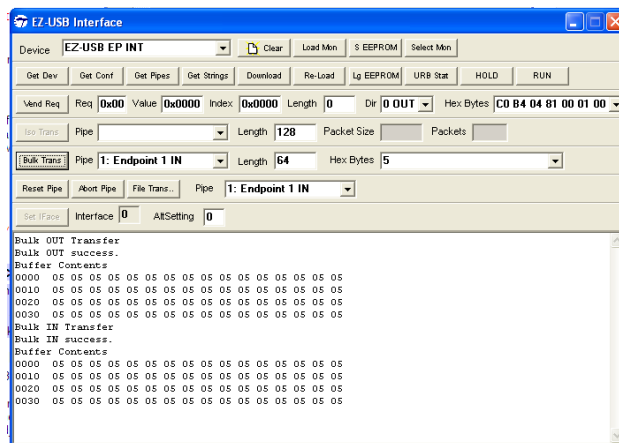 EZ-USB Interface
Device EZ-USB EP INT Clear Load Mon S EEPROM Select Mon
Get Dev Get Conf Get Pipes Get Strings Download Re-Load Lg EEPROM URB Stat HOLD RUN
Vend Req Req 0x00 Value 0x0000 Index 0x0000 Length 0 Dir 0 OUT Hex Bytes C0 B4 04 81 00 01 00
Iso Trans Pipe Length 128 Packet Size Packets
Bulk Trans Pipe 1: Endpoint 1 IN Length 64 Hex Bytes 5
Reset Pipe Abort Pipe File Trans.. Pipe 1: Endpoint 1 IN
Set IFace Interface 0 AltSetting 0
Bulk OUT Transfer
Bulk OUT success.
Buffer Contents
0000 05 05 05 05 05 05 05 05 05 05 05 05 05 05 05 05
0010 05 05 05 05 05 05 05 05 05 05 05 05 05 05 05 05
0020 05 05 05 05 05 05 05 05 05 05 05 05 05 05 05 05
0030 05 05 05 05 05 05 05 05 05 05 05 05 05 05 05 05
Bulk IN Transfer
Bulk IN success.
Buffer Contents
0000 05 05 05 05 05 05 05 05 05 05 05 05 05 05 05 05
0010 05 05 05 05 05 05 05 05 05 05 05 05 05 05 05 05
0020 05 05 05 05 05 05 05 05 05 05 05 05 05 05 05 05
0030 05 05 05 05 05 05 05 05 05 05 05 05 05 05 05 05